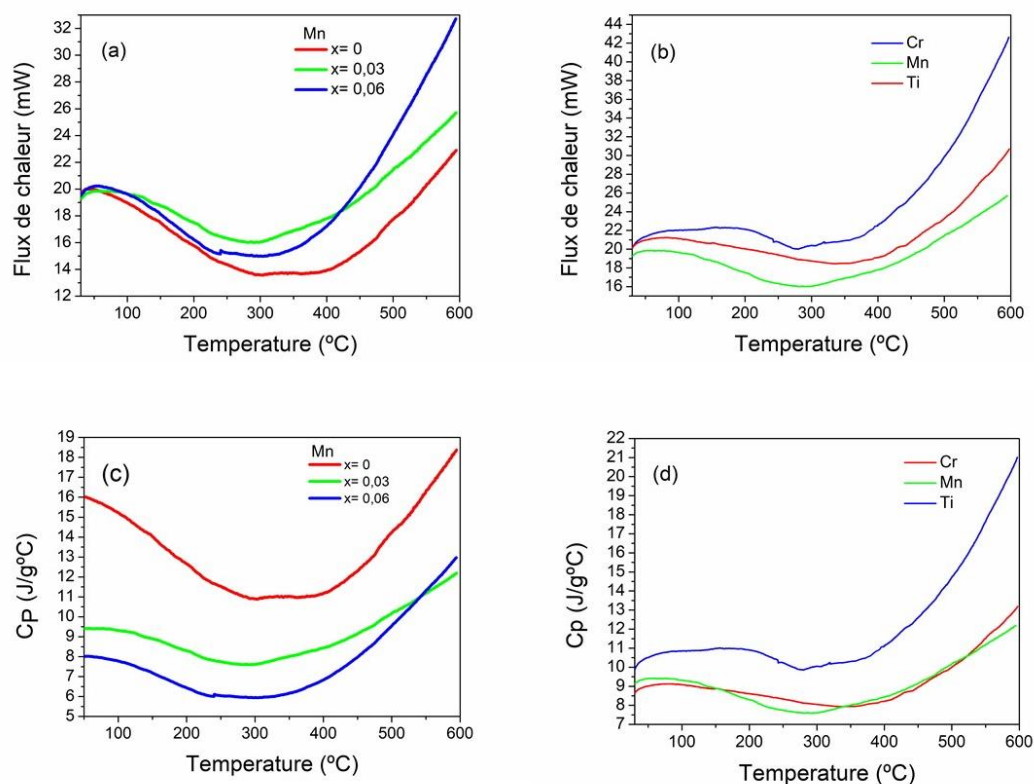 (a)
Mn
x= 0
x= 0,03
x= 0,06
Flux de chaleur (mW)
32
30
28
26
24
22
20
18
16
14
12
100 200 300 400 500 600
Temperature (ºC)
(b)
Cr
Mn
Ti
Flux de chaleur (mW)
44
42
40
38
36
34
32
30
28
26
24
22
20
18
16
100 200 300 400 500 600
Temperature (ºC)
(c)
Mn
x= 0
x= 0,03
x= 0,06
Cp (J/gºC)
19
18
17
16
15
14
13
12
11
10
9
8
7
6
5
100 200 300 400 500 600
Temperature (ºC)
(d)
Cr
Mn
Ti
Cp (J/gºC)
22
21
20
19
18
17
16
15
14
13
12
11
10
9
8
7
100 200 300 400 500 600
Temperature (ºC)